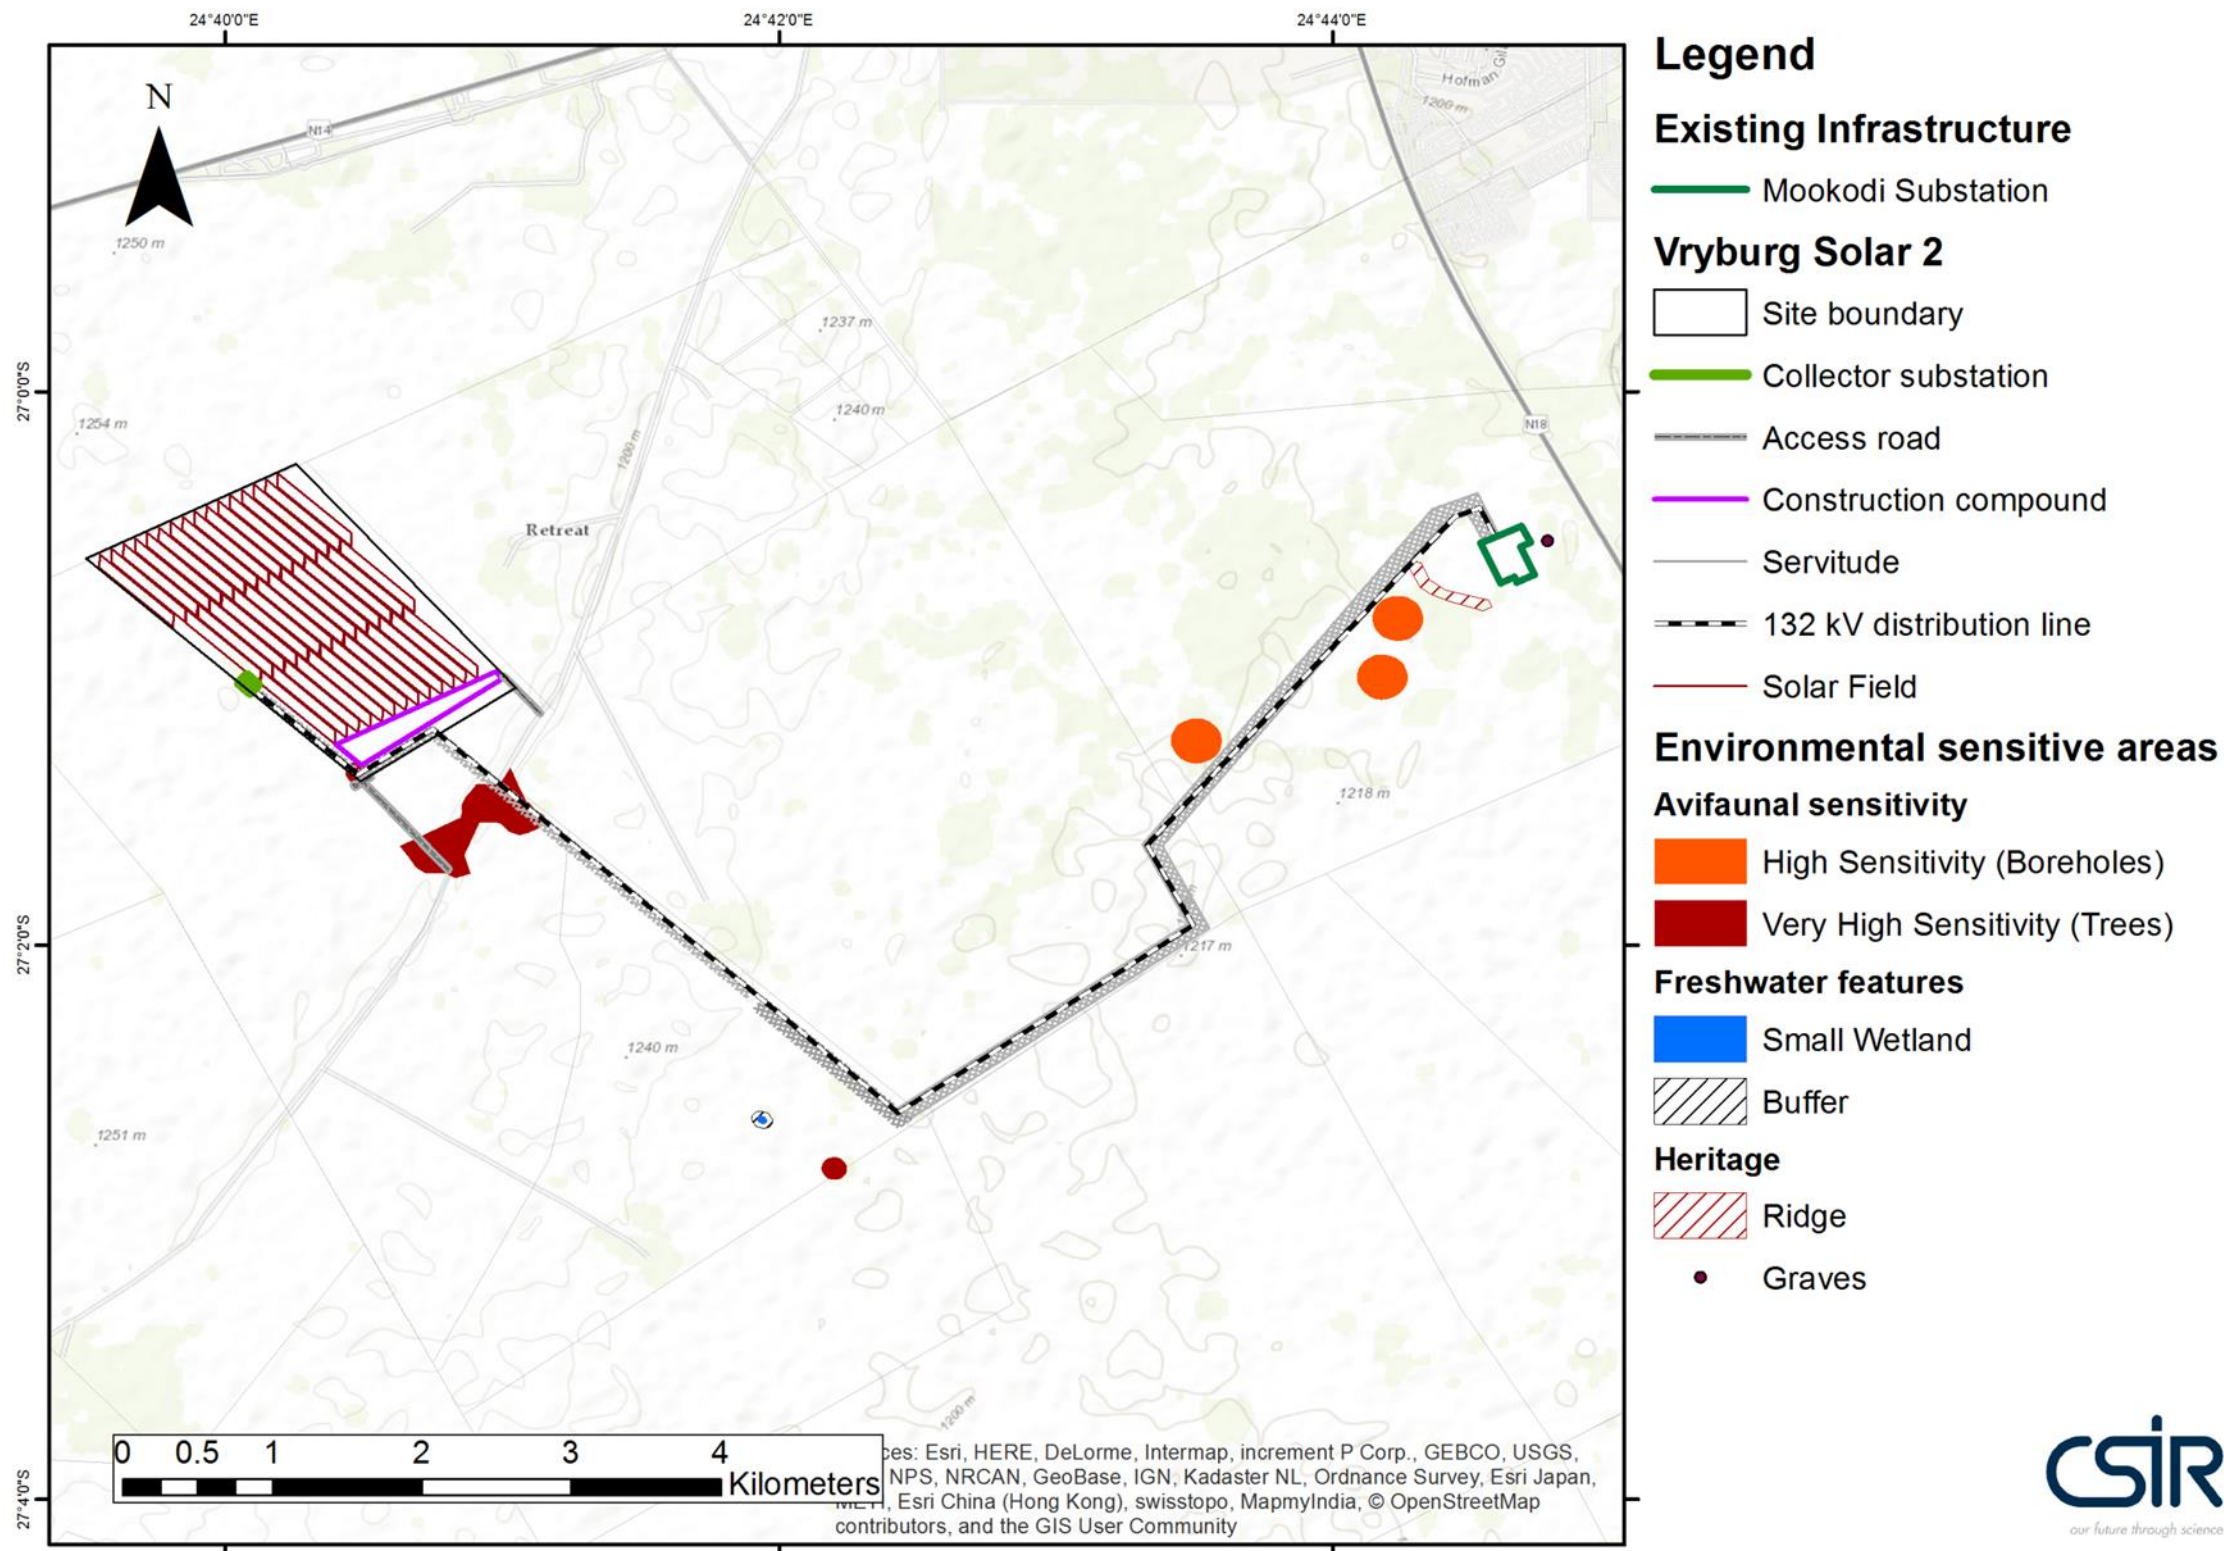 24°40'0"E
24°42'0"E
24°44'0"E
27°0'0"S
27°2'0"S
27°4'0"S
N
N14
Hofman
1200 m
1250 m
1237 m
1254 m
1240 m
1200 m
N18
Retreat
1218 m
1217 m
1240 m
1251 m
1200 m
0 0.5 1 2 3 4
Kilometers
ces: Esri, HERE, DeLorme, Intermap, increment P Corp., GEBCO, USGS,
NPS, NRCAN, GeoBase, IGN, Kadaster NL, Ordnance Survey, Esri Japan,
METI, Esri China (Hong Kong), swisstopo, MapmyIndia, © OpenStreetMap
contributors, and the GIS User Community
Legend
Existing Infrastructure
Mookodi Substation
Vryburg Solar 2
Site boundary
Collector substation
Access road
Construction compound
Servitude
132 kV distribution line
Solar Field
Environmental sensitive areas
Avifaunal sensitivity
High Sensitivity (Boreholes)
Very High Sensitivity (Trees)
Freshwater features
Small Wetland
Buffer
Heritage
Ridge
Graves
CSIR
our future through science